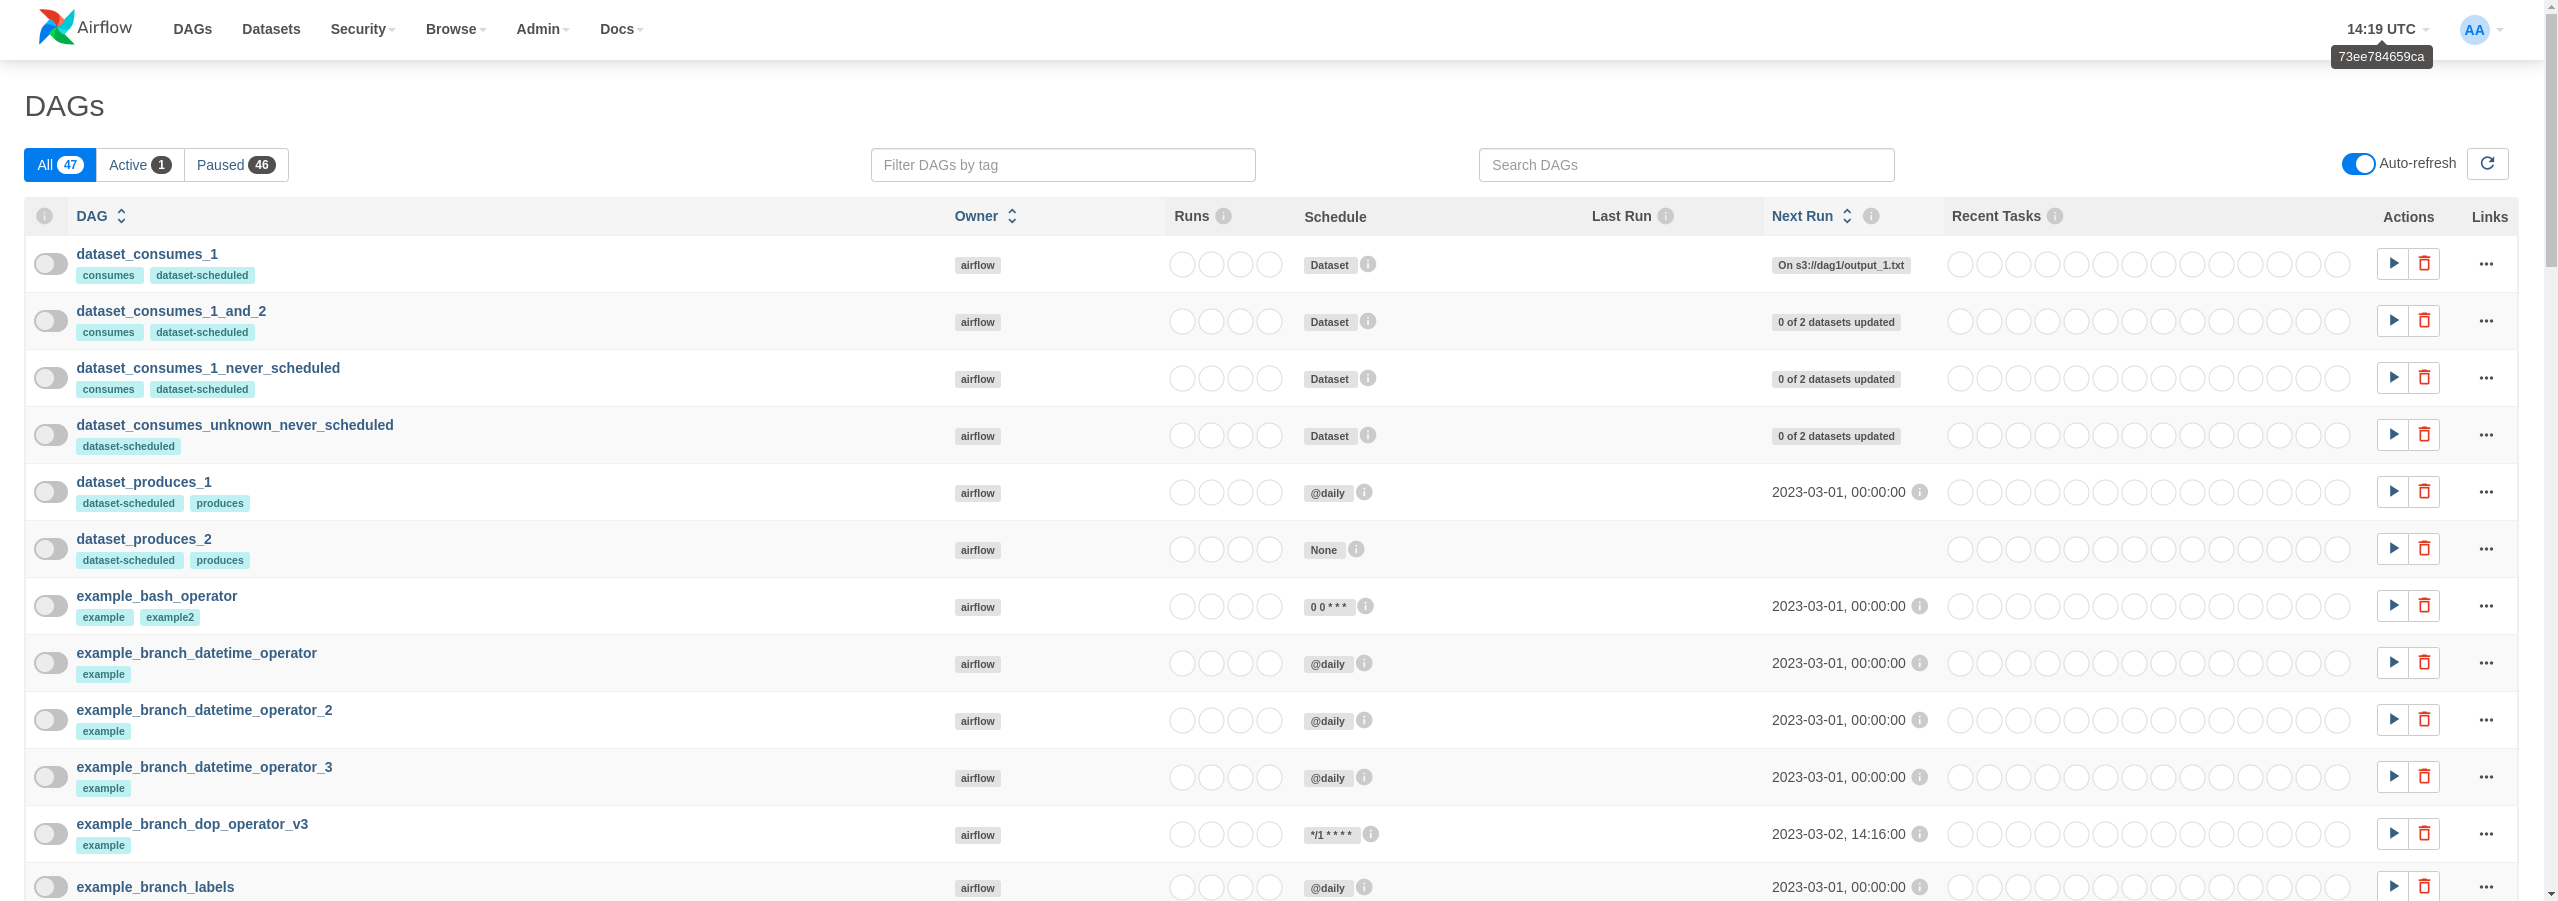 Airflow DAGs Datasets Security Browse Admin Docs 14:19 UTC AA
73ee784659ca
DAGs
All 47 Active 1 Paused 46 Filter DAGs by tag Search DAGs Auto-refresh
DAG Owner Runs Schedule Last Run Next Run Recent Tasks Actions Links
dataset_consumes_1
consumes dataset-scheduled airflow Dataset On s3://dag1/output_1.txt
dataset_consumes_1_and_2
consumes dataset-scheduled airflow Dataset 0 of 2 datasets updated
dataset_consumes_1_never_scheduled
consumes dataset-scheduled airflow Dataset 0 of 2 datasets updated
dataset_consumes_unknown_never_scheduled
dataset-scheduled airflow Dataset 0 of 2 datasets updated
dataset_produces_1
dataset-scheduled produces airflow @daily 2023-03-01, 00:00:00
dataset_produces_2
dataset-scheduled produces airflow None
example_bash_operator
example example2 airflow 0 0 * * * 2023-03-01, 00:00:00
example_branch_datetime_operator
example airflow @daily 2023-03-01, 00:00:00
example_branch_datetime_operator_2
example airflow @daily 2023-03-01, 00:00:00
example_branch_datetime_operator_3
example airflow @daily 2023-03-01, 00:00:00
example_branch_dop_operator_v3
example airflow */1 * * * * 2023-03-02, 14:16:00
example_branch_labels airflow @daily 2023-03-01, 00:00:00